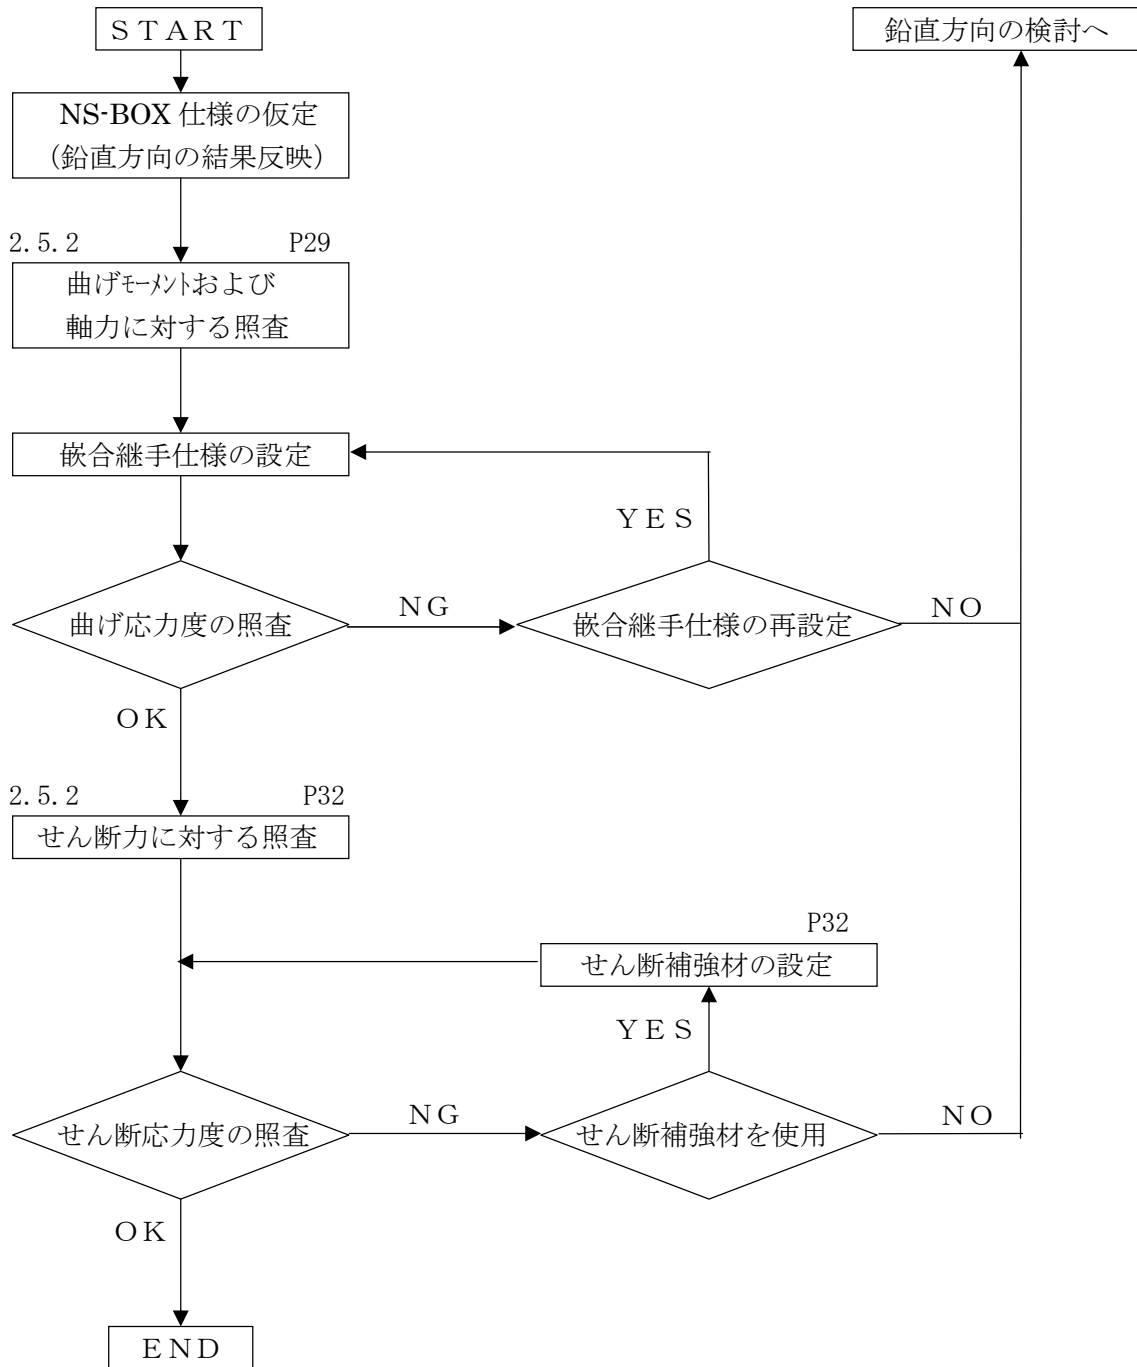 ＳＴＡＲＴ
鉛直方向の検討へ
NS-BOX 仕様の仮定
（鉛直方向の結果反映）
2.5.2 P29
曲げﾓｰﾒﾝﾄおよび
軸力に対する照査
嵌合継手仕様の設定
ＹＥＳ
曲げ応力度の照査
ＮＧ
嵌合継手仕様の再設定
ＮＯ
ＯＫ
2.5.2 P32
せん断力に対する照査
P32
せん断補強材の設定
ＹＥＳ
せん断応力度の照査
ＮＧ
せん断補強材を使用
ＮＯ
ＯＫ
ＥＮＤ